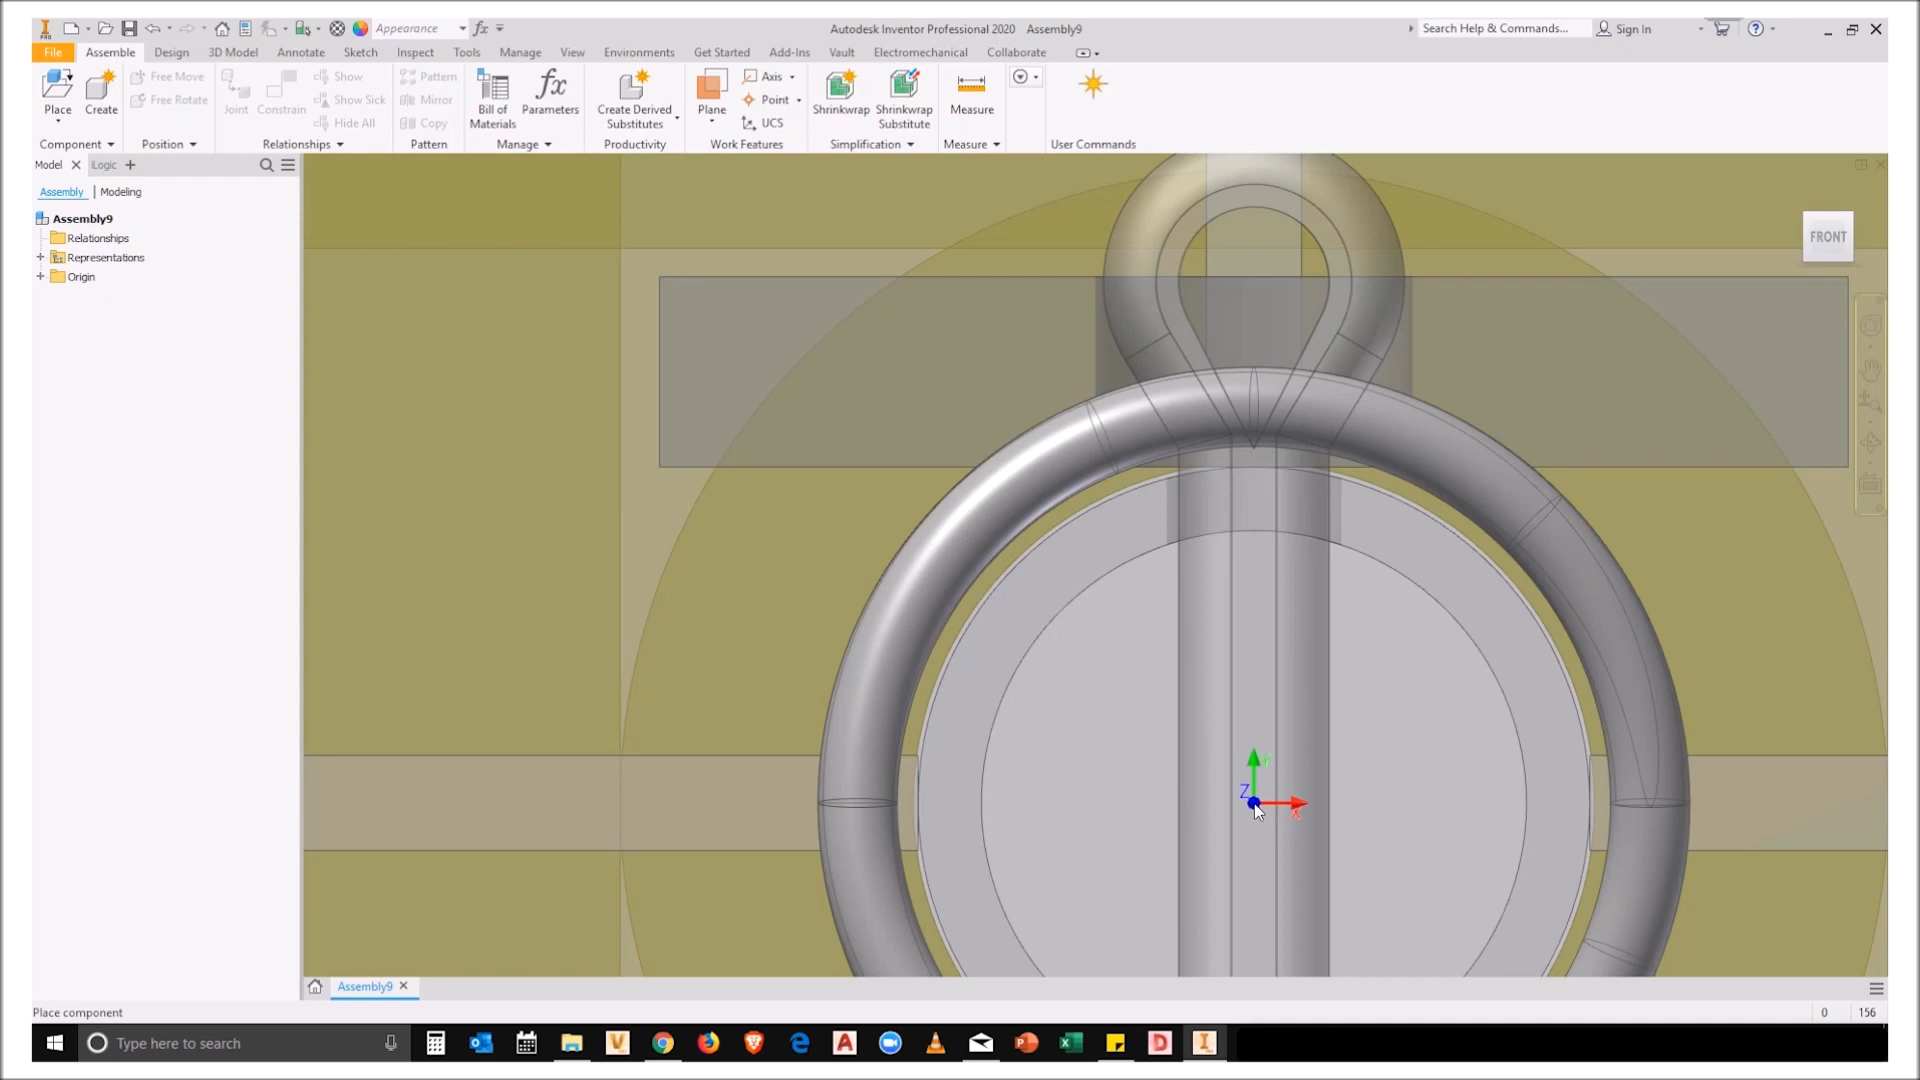 Appearance
fx
Autodesk Inventor Professional 2020 Assembly9
Search Help & Commands...
Sign In
PRO
File Assemble Design 3D Model Annotate Sketch Inspect Tools Manage View Environments Get Started Add-Ins Vault Electromechanical Collaborate
Place
Create
Free Move
Free Rotate
Joint
Constrain
Show
Show Sick
Hide All
Pattern
Mirror
Copy
Bill of
Materials
fx
Parameters
Create Derived
Substitutes
Plane
Axis
Point
UCS
Shrinkwrap
Shrinkwrap
Substitute
Measure
Component Position Relationships Pattern Manage Productivity Work Features Simplification Measure User Commands
Model iLogic
Assembly Modeling
Assembly9
Relationships
Representations
Origin
FRONT
Y
Z
X
Assembly9
Place component
0 156
Type here to search